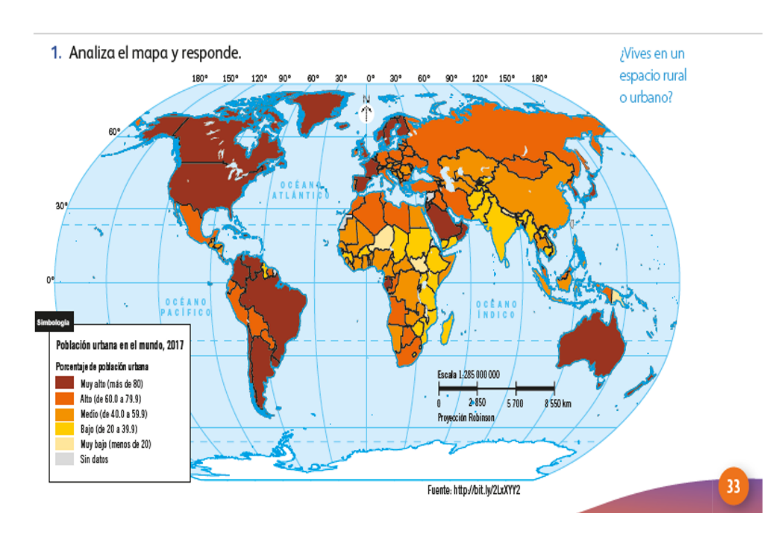 1. Analiza el mapa y responde.
¿Vives en un
espacio rural
o urbano?
180° 150° 120° 90° 60° 30° 0° 30° 60° 90° 120° 150° 180°
N
60°
30°
0°
OCÉANO
ATLÁNTICO
OCÉANO
PACÍFICO
OCÉANO
ÍNDICO
Simbología
Población urbana en el mundo, 2017
Porcentaje de población urbana
Muy alto (más de 80)
Alto (de 60.0 a 79.9)
Medio (de 40.0 a 59.9)
Bajo (de 20 a 39.9)
Muy bajo (menos de 20)
Sin datos
Escala 1:285 000 000
0 2 850 5 700 8 550 km
Proyección Robinson
Fuente: http://bit.ly/2LxXYY2
33